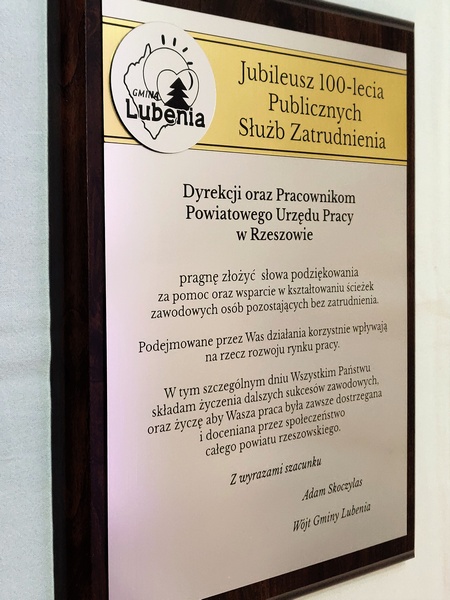 GMINA
Lubenia
Jubileusz 100-lecia
Publicznych
Służb Zatrudnienia
Dyrekcji oraz Pracownikom
Powiatowego Urzędu Pracy
w Rzeszowie
pragnę złożyć słowa podziękowania
za pomoc oraz wsparcie w kształtowaniu ścieżek
zawodowych osób pozostających bez zatrudnienia.
Podejmowane przez Was działania korzystnie wpływają
na rzecz rozwoju rynku pracy.
W tym szczególnym dniu Wszystkim Państwu
składam życzenia dalszych sukcesów zawodowych,
oraz życzę aby Wasza praca była zawsze dostrzegana
i doceniana przez społeczeństwo
całego powiatu rzeszowskiego.
Z wyrazami szacunku
Adam Skoczylas
Wójt Gminy Lubenia